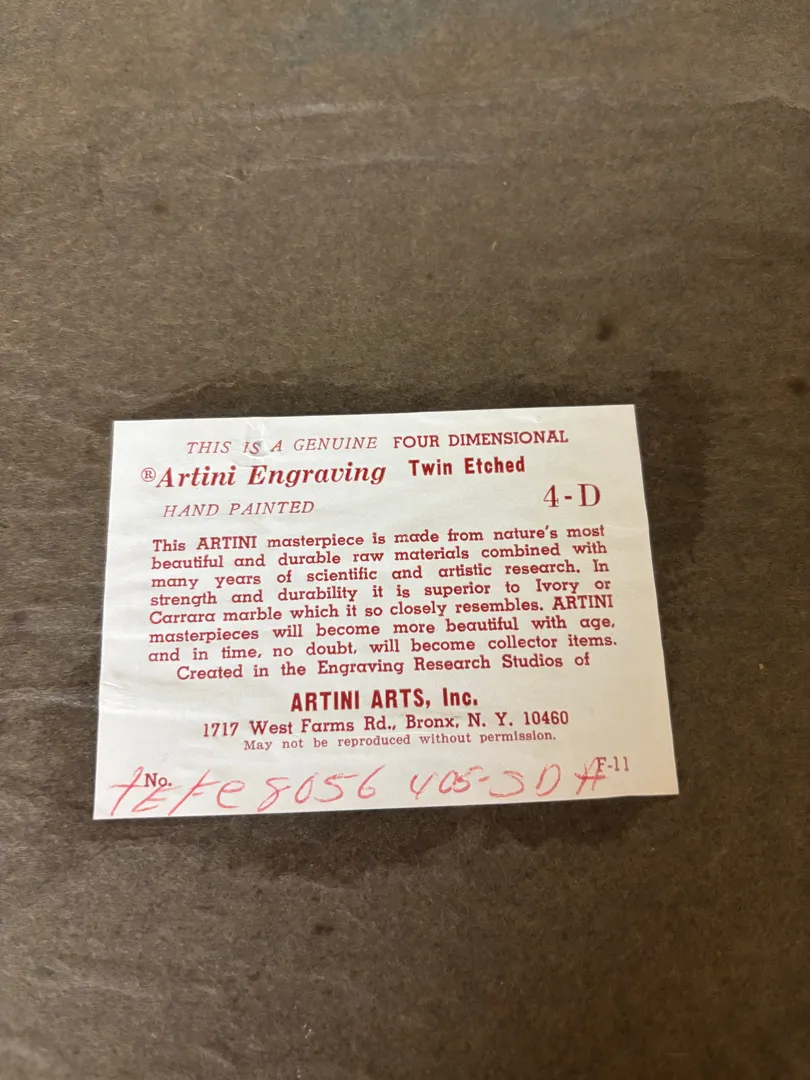 THIS IS A GENUINE FOUR DIMENSIONAL
®Artini Engraving Twin Etched
HAND PAINTED 4-D
This ARTINI masterpiece is made from nature's most
beautiful and durable raw materials combined with
many years of scientific and artistic research. In
strength and durability it is superior to Ivory or
Carrara marble which it so closely resembles. ARTINI
masterpieces will become more beautiful with age,
and in time, no doubt, will become collector items.
Created in the Engraving Research Studios of
ARTINI ARTS, Inc.
1717 West Farms Rd., Bronx, N. Y. 10460
May not be reproduced without permission.
No. 8056 405- F-11